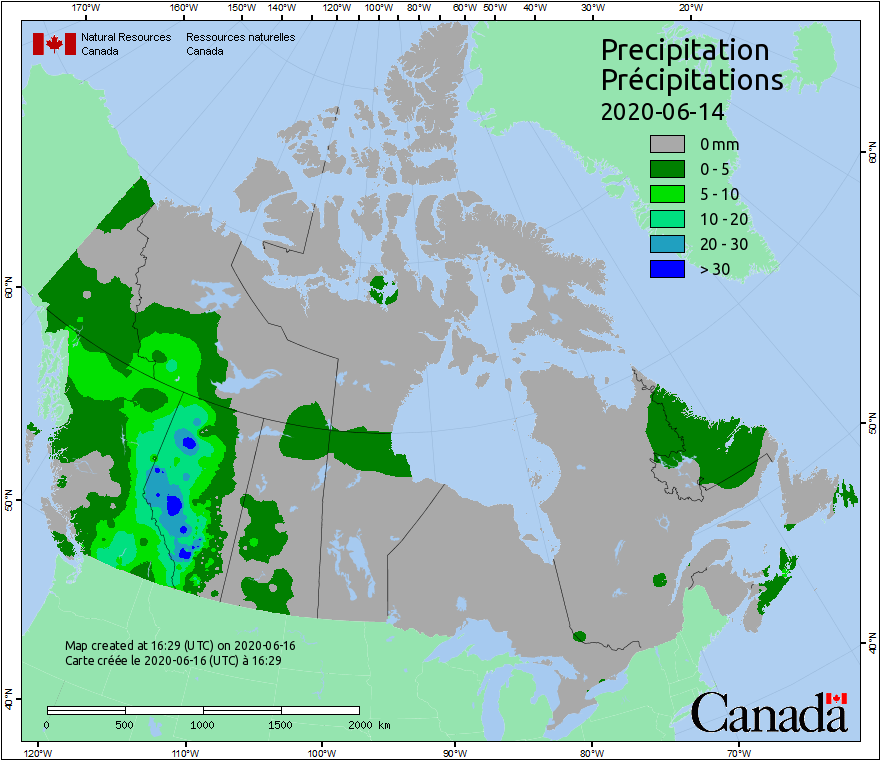 170°W 160°W 150°W 140°W 130°W 120°W 110°W 100°W 90°W 80°W 60°W 50°W 40°W 30°W 20°W
Natural Resources Canada
Ressources naturelles Canada
Precipitation
Précipitations
2020-06-14
0 mm
0 - 5
5 - 10
10 - 20
20 - 30
> 30
60°N
60°N
50°N
50°N
40°N
40°N
Map created at 16:29 (UTC) on 2020-06-16
Carte créée le 2020-06-16 (UTC) à 16:29
0 500 1000 1500 2000 km
Canada
120°W 110°W 100°W 90°W 80°W 70°W